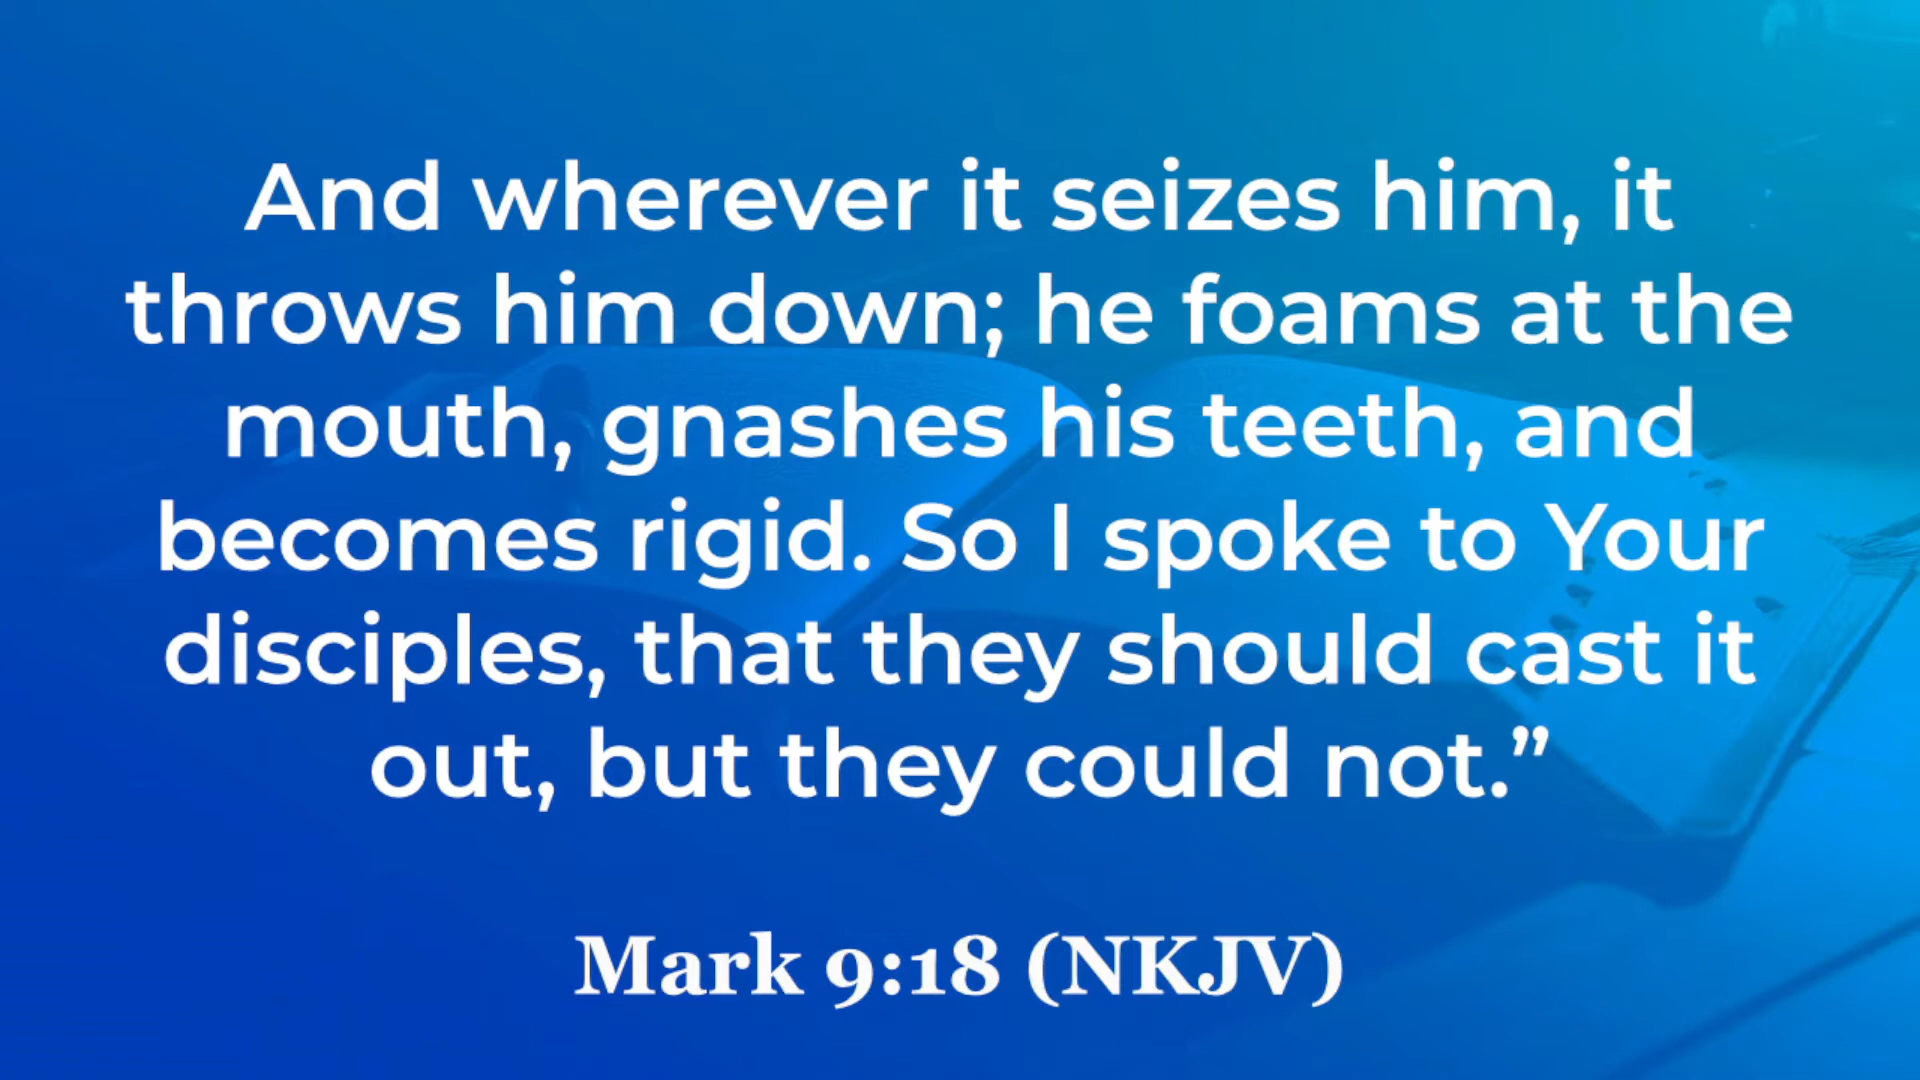 And wherever it seizes him, it
throws him down; he foams at the
mouth, gnashes his teeth, and
becomes rigid. So I spoke to Your
disciples, that they should cast it
out, but they could not.”
Mark 9:18 (NKJV)